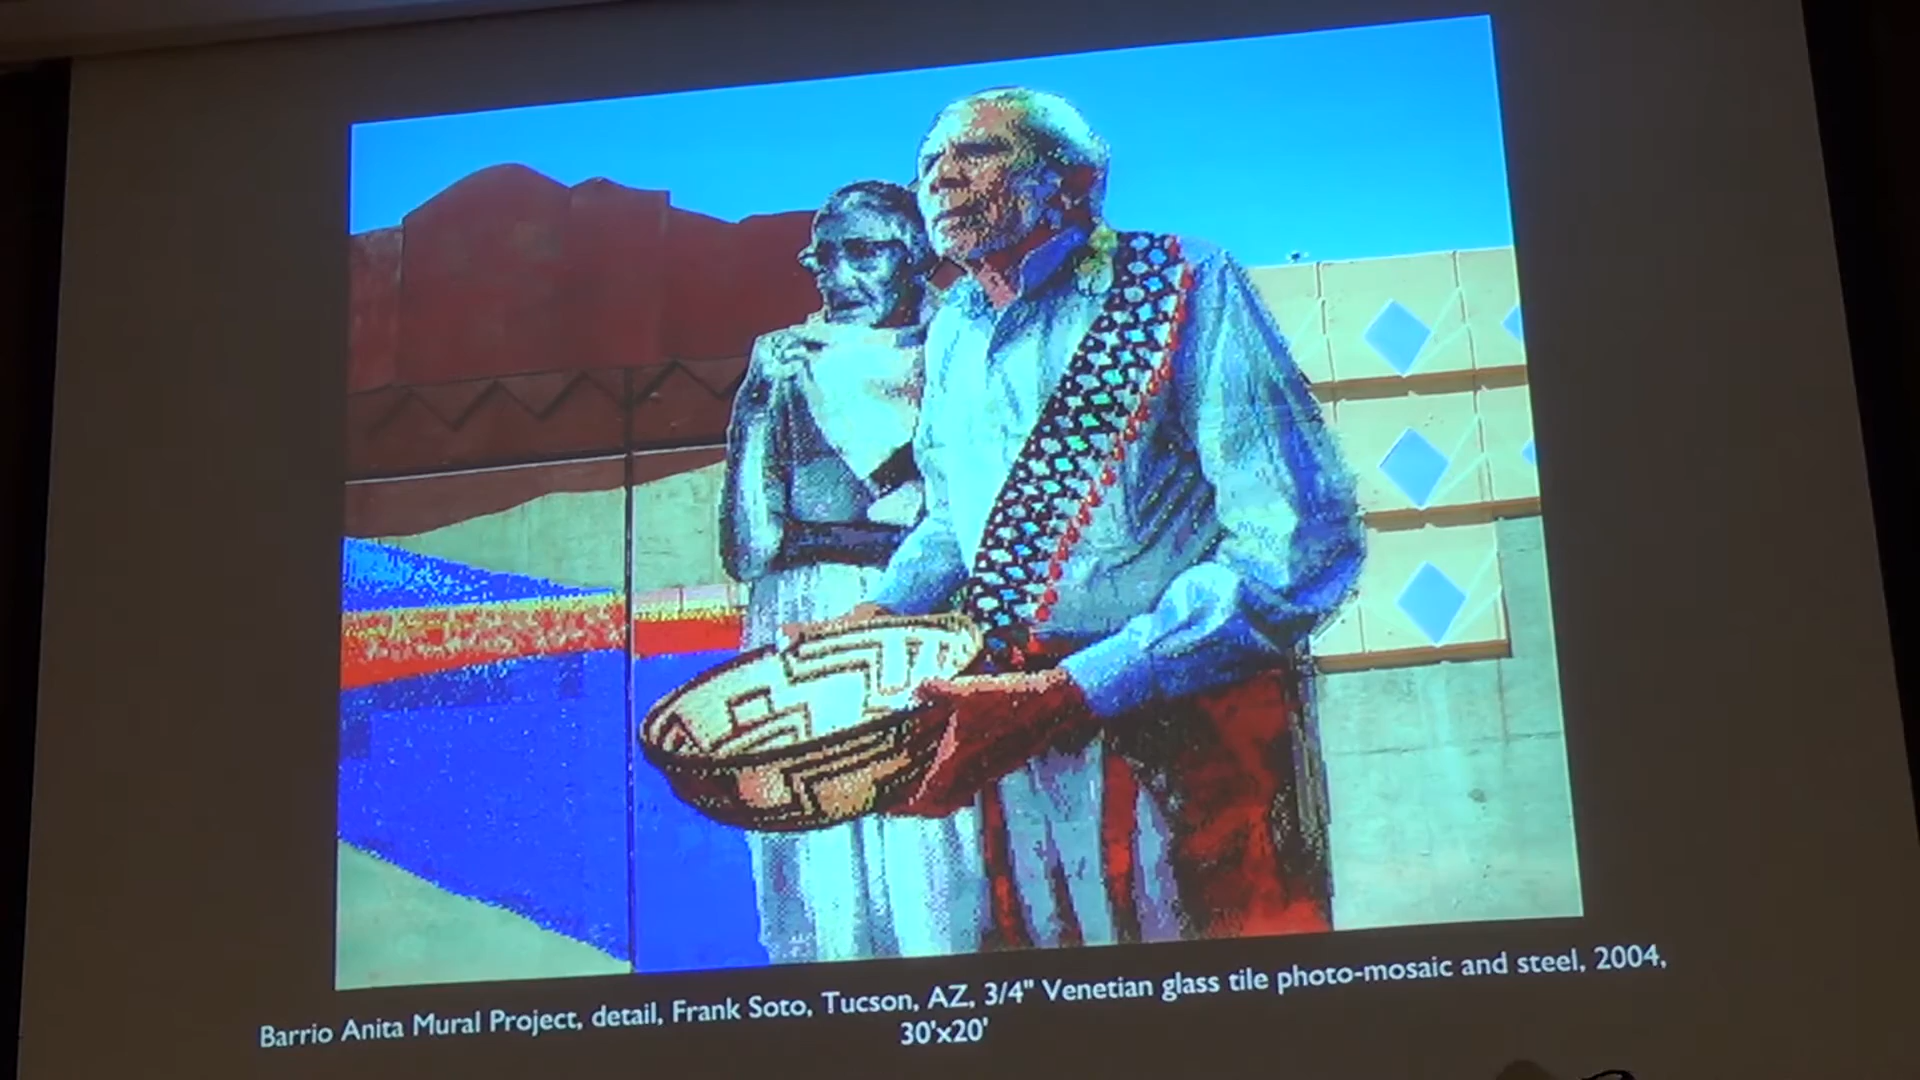 Barrio Anita Mural Project, detail, Frank Soto, Tucson, AZ, 3/4" Venetian glass tile photo-mosaic and steel, 2004,
30'x20'